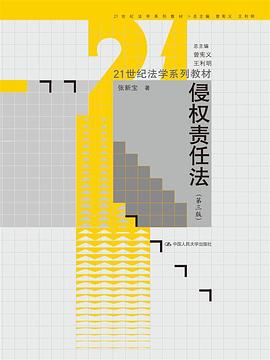 21世纪法学系列教材 > 总主编 曾宪义 王利明
21
总主编
曾宪义
王利明
21世纪法学系列教材
张新宝 著
侵权责任法
(第三版)
中国人民大学出版社